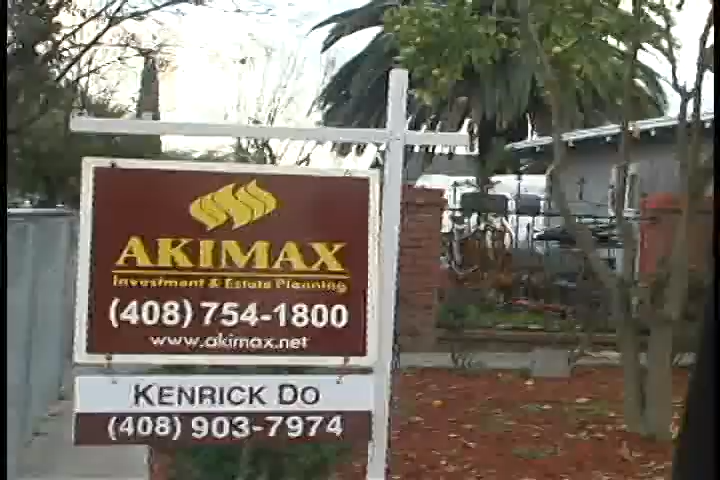 AKIMAX
Investment & Estate Planning
(408) 754-1800
www.akimax.net
KENRICK DO
(408) 903-7974